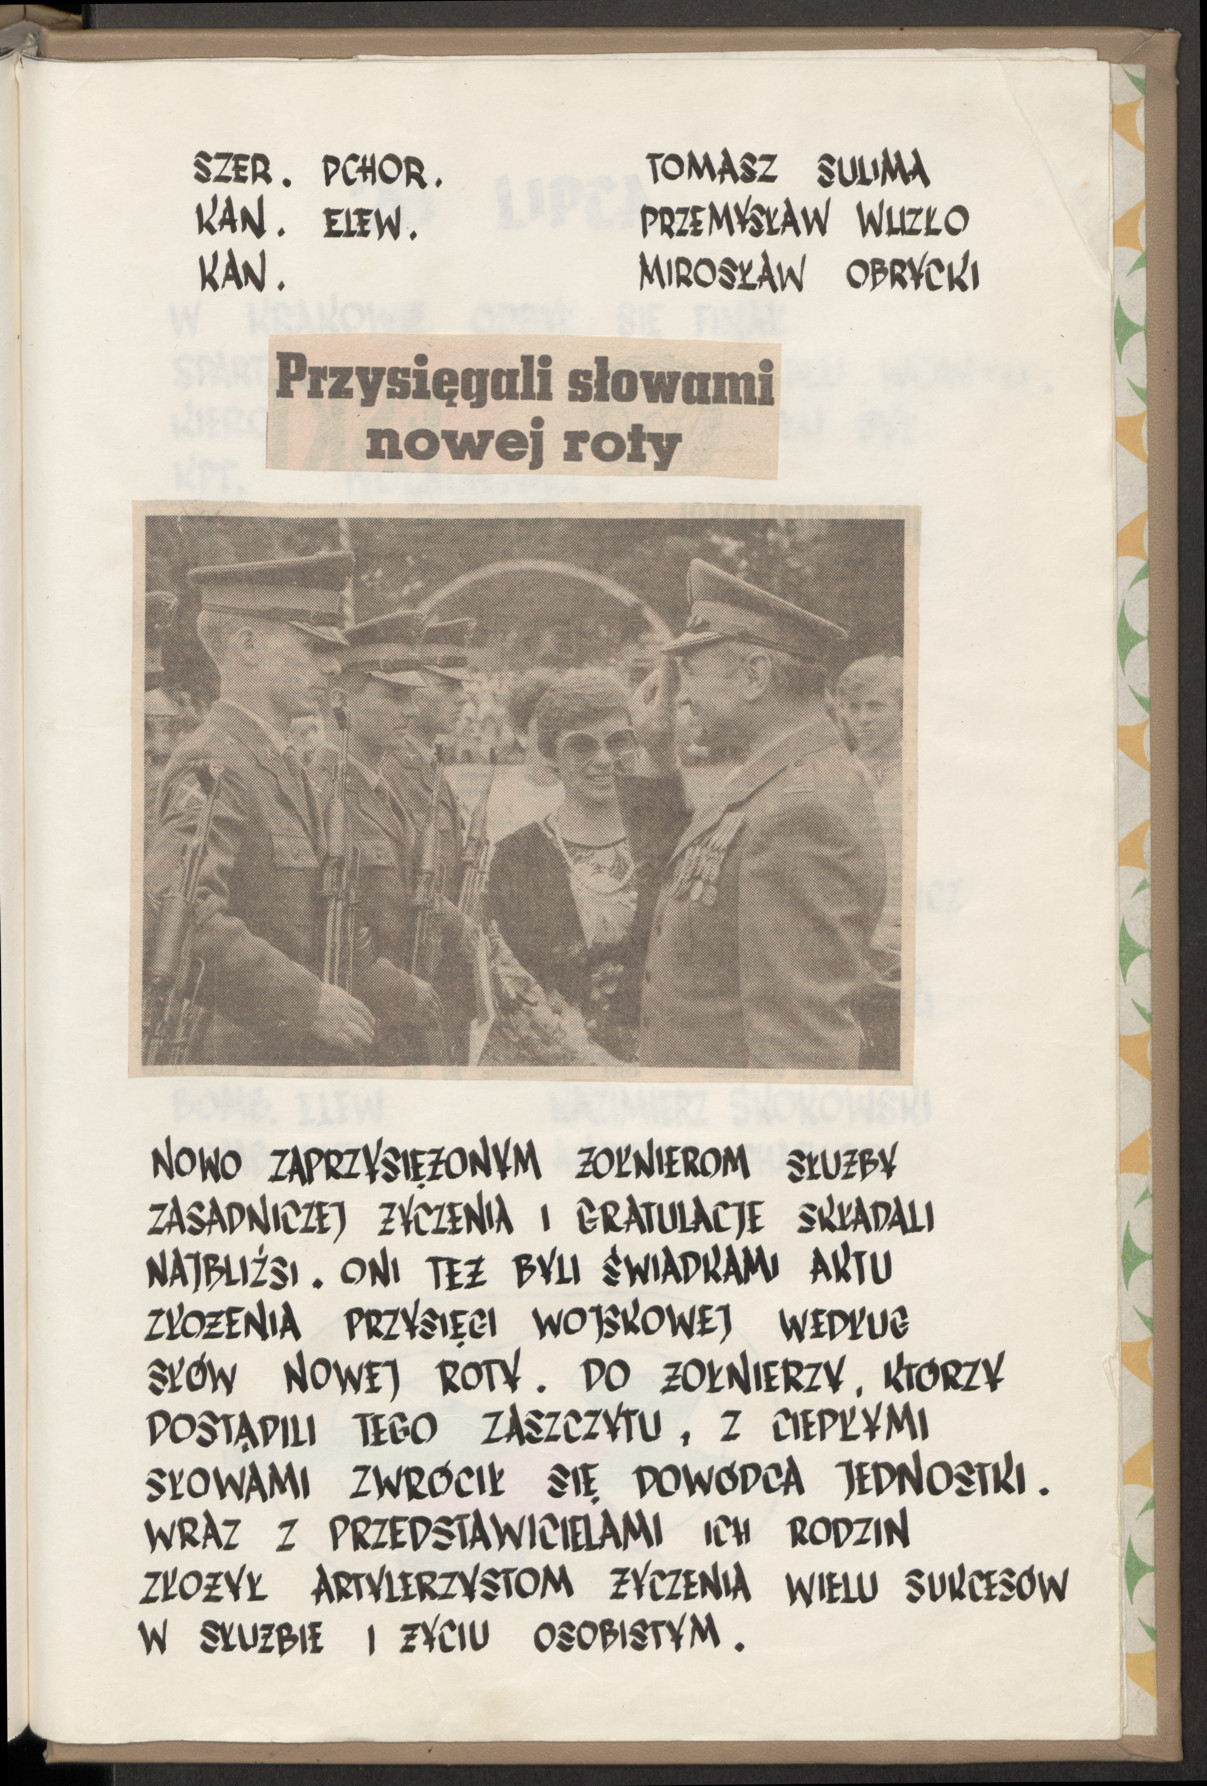 SZER. PCHOR. TOMASZ SULIMA
KAN. ELEW. PRZEMYSŁAW WLIZŁO
KAN. MIROSŁAW OBRYCKI
Przysięgali słowami
nowej roty
NOWO ZAPRZYSIĘŻONYM ŻOŁNIEROM SŁUŻBY
ZASADNICZEJ ŻYCZENIA I GRATULACJE SKŁADALI
NAJBLIŹSI. ONI TEŻ BYLI ŚWIADKAMI AKTU
ZŁOŻENIA PRZYSIĘGI WOJSKOWEJ WEDŁUG
SŁÓW NOWEJ ROTY. DO ŻOŁNIERZY, KTÓRZY
DOSTĄPILI TEGO ZASZCZYTU, Z CIEPŁYMI
SŁOWAMI ZWRÓCIŁ SIĘ DOWÓDCA JEDNOSTKI.
WRAZ Z PRZEDSTAWICIELAMI ICH RODZIN
ZŁOŻYŁ ARTYLERZYSTOM ŻYCZENIA WIELU SUKCESÓW
W SŁUŻBIE I ŻYCIU OSOBISTYM.